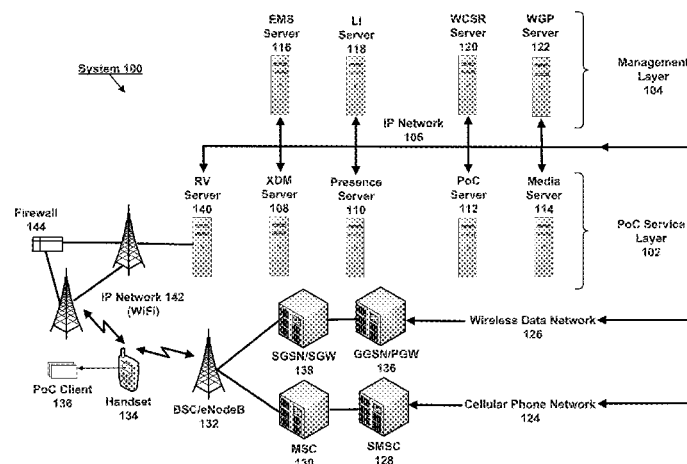 System 100
EMS
Server
116
LI
Server
118
WCSR
Server
120
WGP
Server
122
Management
Layer
104
IP Network
106
RV
Server
140
XDM
Server
108
Presence
Server
110
PoC
Server
112
Media
Server
114
PoC Service
Layer
102
Firewall
144
IP Network 142
(WiFi)
SGSN/SGW
138
GGSN/PGW
136
Wireless Data Network
126
PoC Client
136
Handset
134
BSC/eNodeB
132
MSC
130
SMSC
128
Cellular Phone Network
124